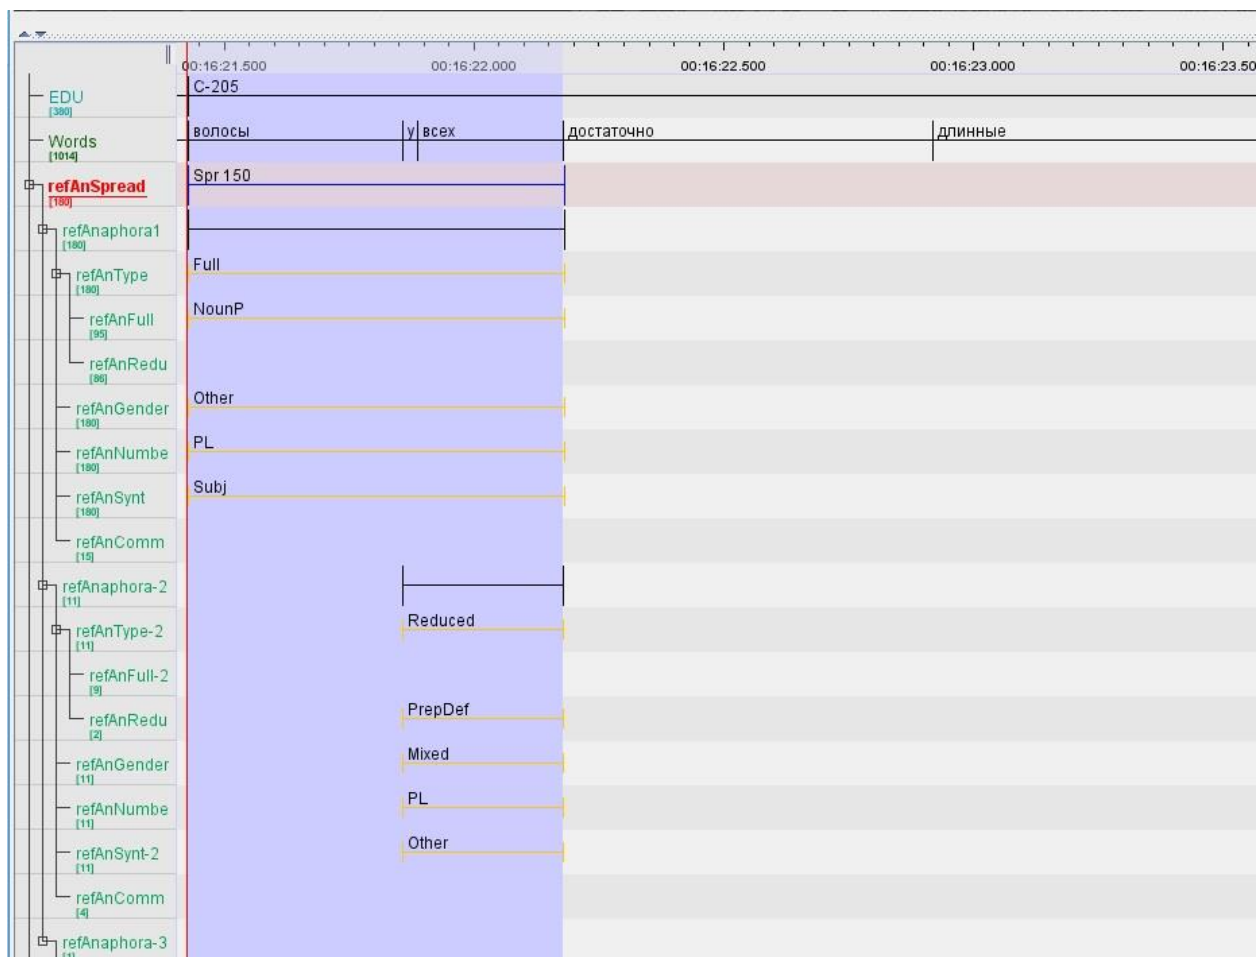 00:16:21.500 00:16:22.000 00:16:22.500 00:16:23.000 00:16:23.50
EDU C-205
[380]
Words волосы у всех достаточно длинные
[1014]
refAnSpread Spr 150
[180]
refAnaphora1
[180]
refAnType Full
[180]
refAnFull NounP
[95]
refAnRedu
[86]
refAnGender Other
[180]
refAnNumbe PL
[180]
refAnSynt Subj
[180]
refAnComm
[15]
refAnaphora-2
[11]
refAnType-2 Reduced
[11]
refAnFull-2
[9]
refAnRedu PrepDef
[2]
refAnGender Mixed
[11]
refAnNumbe PL
[11]
refAnSynt-2 Other
[11]
refAnComm
[4]
refAnaphora-3
[1]